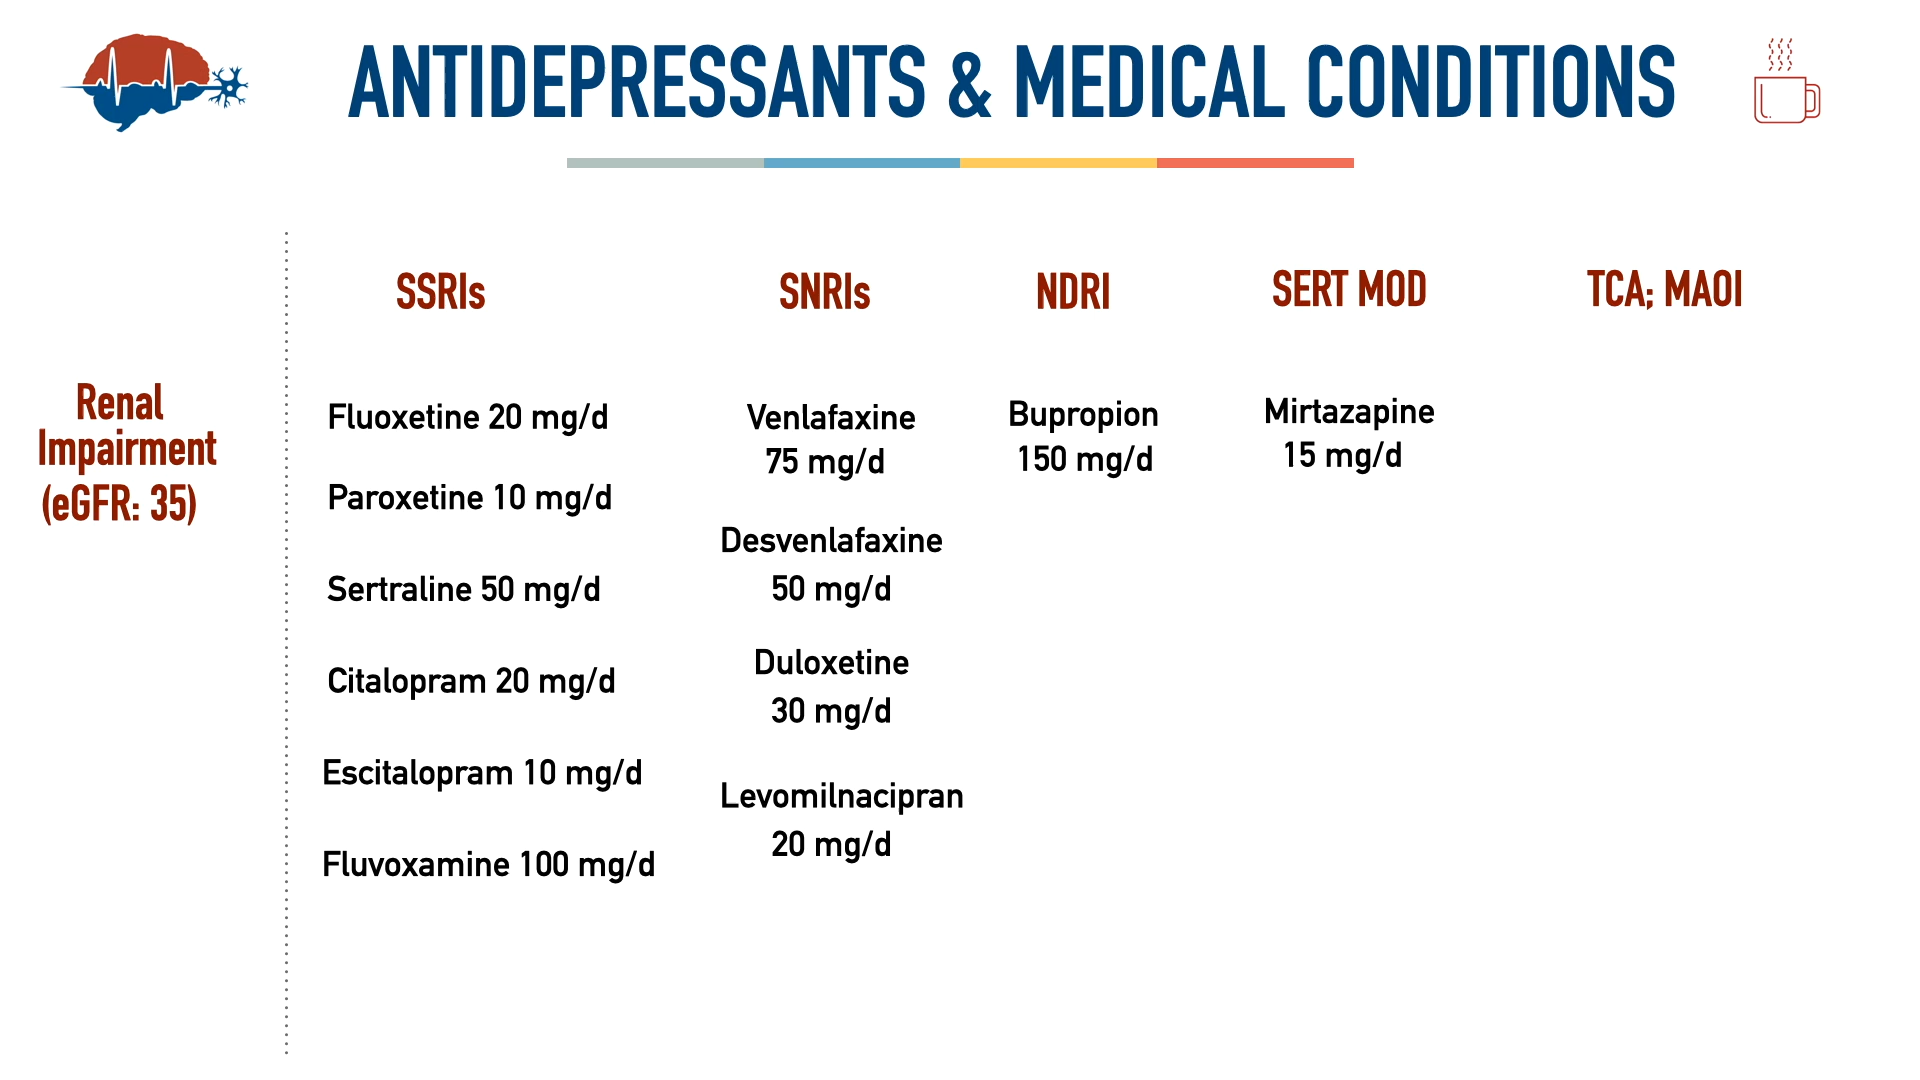 ANTIDEPRESSANTS & MEDICAL CONDITIONS
SSRIs
SNRIs
NDRI
SERT MOD
TCA; MAOI
Renal
Impairment
(eGFR: 35)
Fluoxetine 20 mg/d
Paroxetine 10 mg/d
Sertraline 50 mg/d
Citalopram 20 mg/d
Escitalopram 10 mg/d
Fluvoxamine 100 mg/d
Venlafaxine
75 mg/d
Desvenlafaxine
50 mg/d
Duloxetine
30 mg/d
Levomilnacipran
20 mg/d
Bupropion
150 mg/d
Mirtazapine
15 mg/d